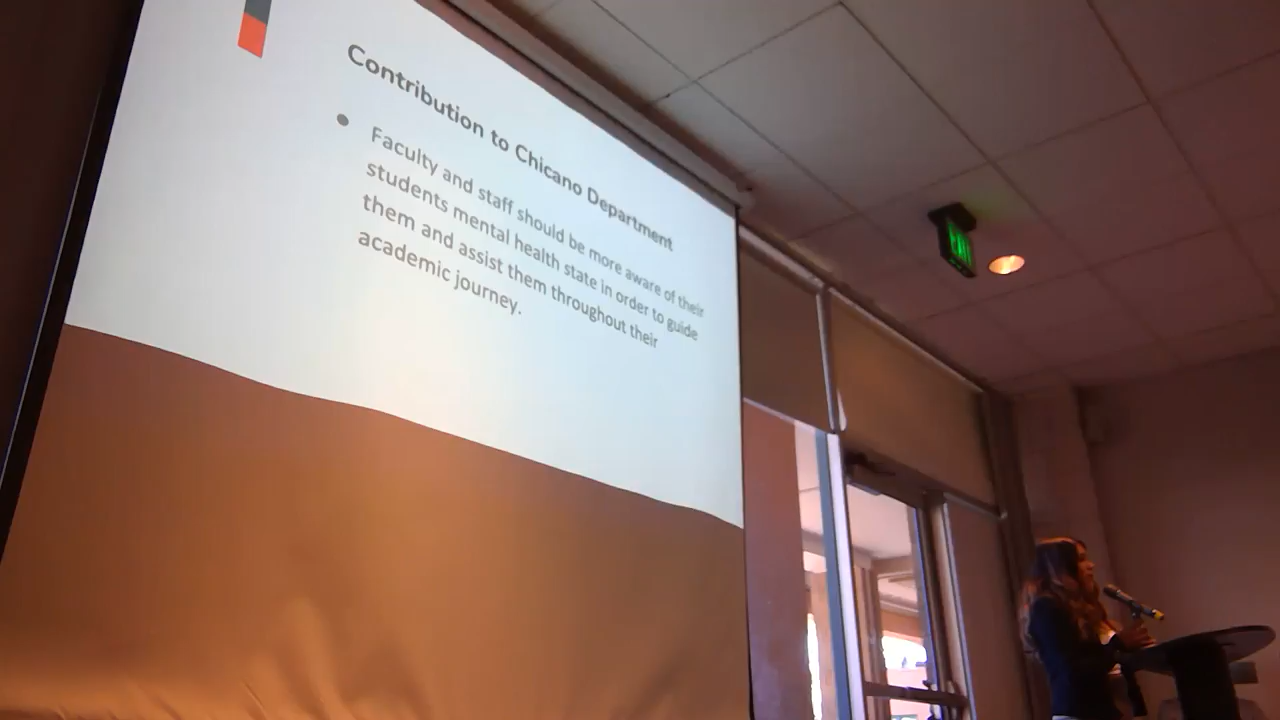 Contribution to Chicano Department
• Faculty and staff should be more aware of their
students mental health state in order to guide
them and assist them throughout their
academic journey.
EXIT